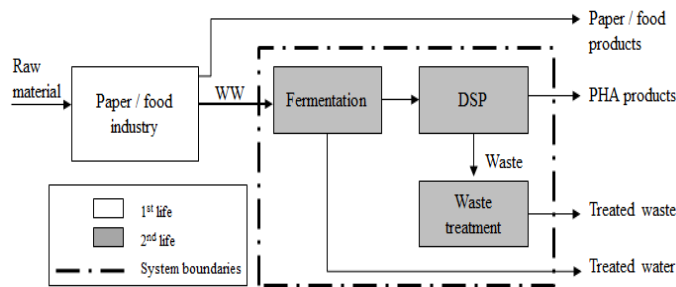 Paper / food
products
Raw
material
Paper / food
industry
WW
Fermentation
DSP
PHA products
Waste
Waste
treatment
Treated waste
Treated water
1st life
2nd life
System boundaries